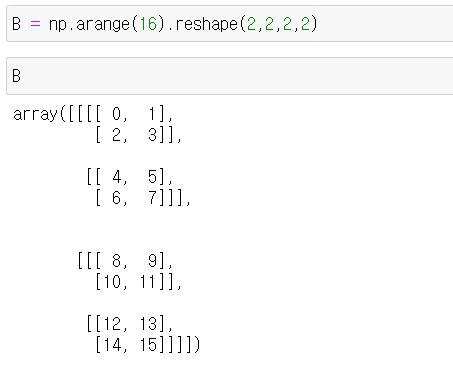 B = np.arange(16).reshape(2,2,2,2)
B
array([[[[ 0,  1],
         [ 2,  3]],

        [[ 4,  5],
         [ 6,  7]]],


       [[[ 8,  9],
         [10, 11]],

        [[12, 13],
         [14, 15]]]])